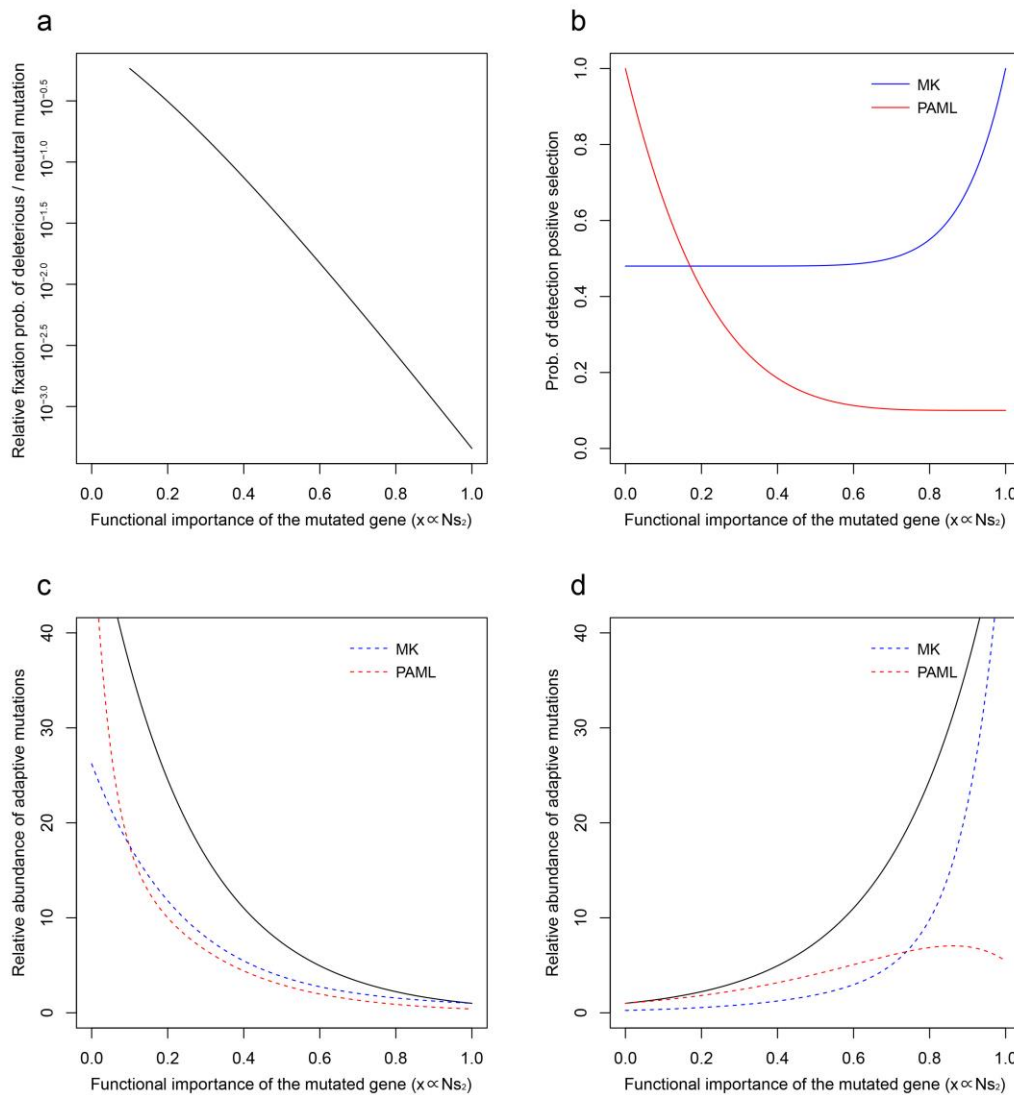 a
Relative fixation prob. of deleterious / neutral mutation
10⁻⁰·⁵
10⁻¹·⁰
10⁻¹·⁵
10⁻²·⁰
10⁻²·⁵
10⁻³·⁰
0.0 0.2 0.4 0.6 0.8 1.0
Functional importance of the mutated gene (x∝Ns₂)
b
Prob. of detection positive selection
1.0
0.8
0.6
0.4
0.2
0.0
MK
PAML
0.0 0.2 0.4 0.6 0.8 1.0
Functional importance of the mutated gene (x∝Ns₂)
c
Relative abundance of adaptive mutations
40
30
20
10
0
MK
PAML
0.0 0.2 0.4 0.6 0.8 1.0
Functional importance of the mutated gene (x∝Ns₂)
d
Relative abundance of adaptive mutations
40
30
20
10
0
MK
PAML
0.0 0.2 0.4 0.6 0.8 1.0
Functional importance of the mutated gene (x∝Ns₂)